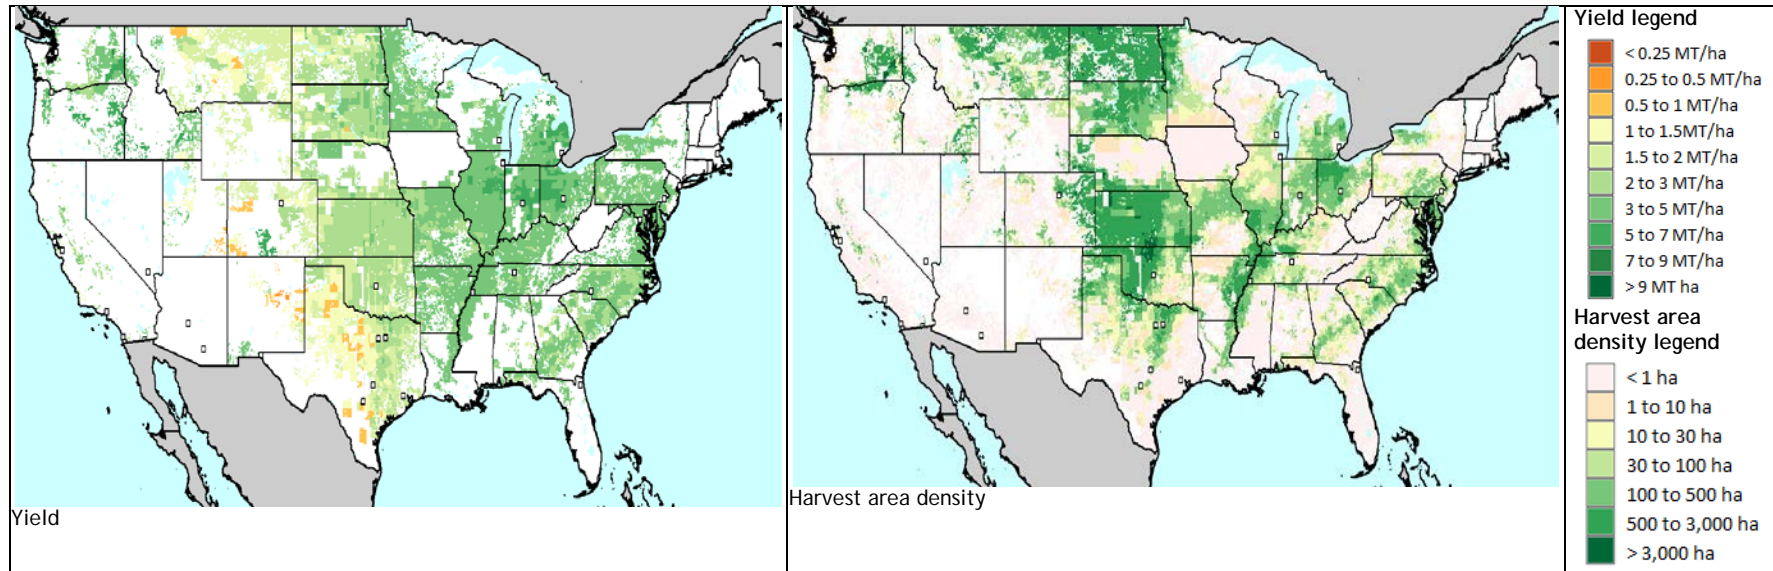 Yield
Harvest area density
Yield legend
< 0.25 MT/ha
0.25 to 0.5 MT/ha
0.5 to 1 MT/ha
1 to 1.5MT/ha
1.5 to 2 MT/ha
2 to 3 MT/ha
3 to 5 MT/ha
5 to 7 MT/ha
7 to 9 MT/ha
> 9 MT ha
Harvest area
density legend
< 1 ha
1 to 10 ha
10 to 30 ha
30 to 100 ha
100 to 500 ha
500 to 3,000 ha
> 3,000 ha